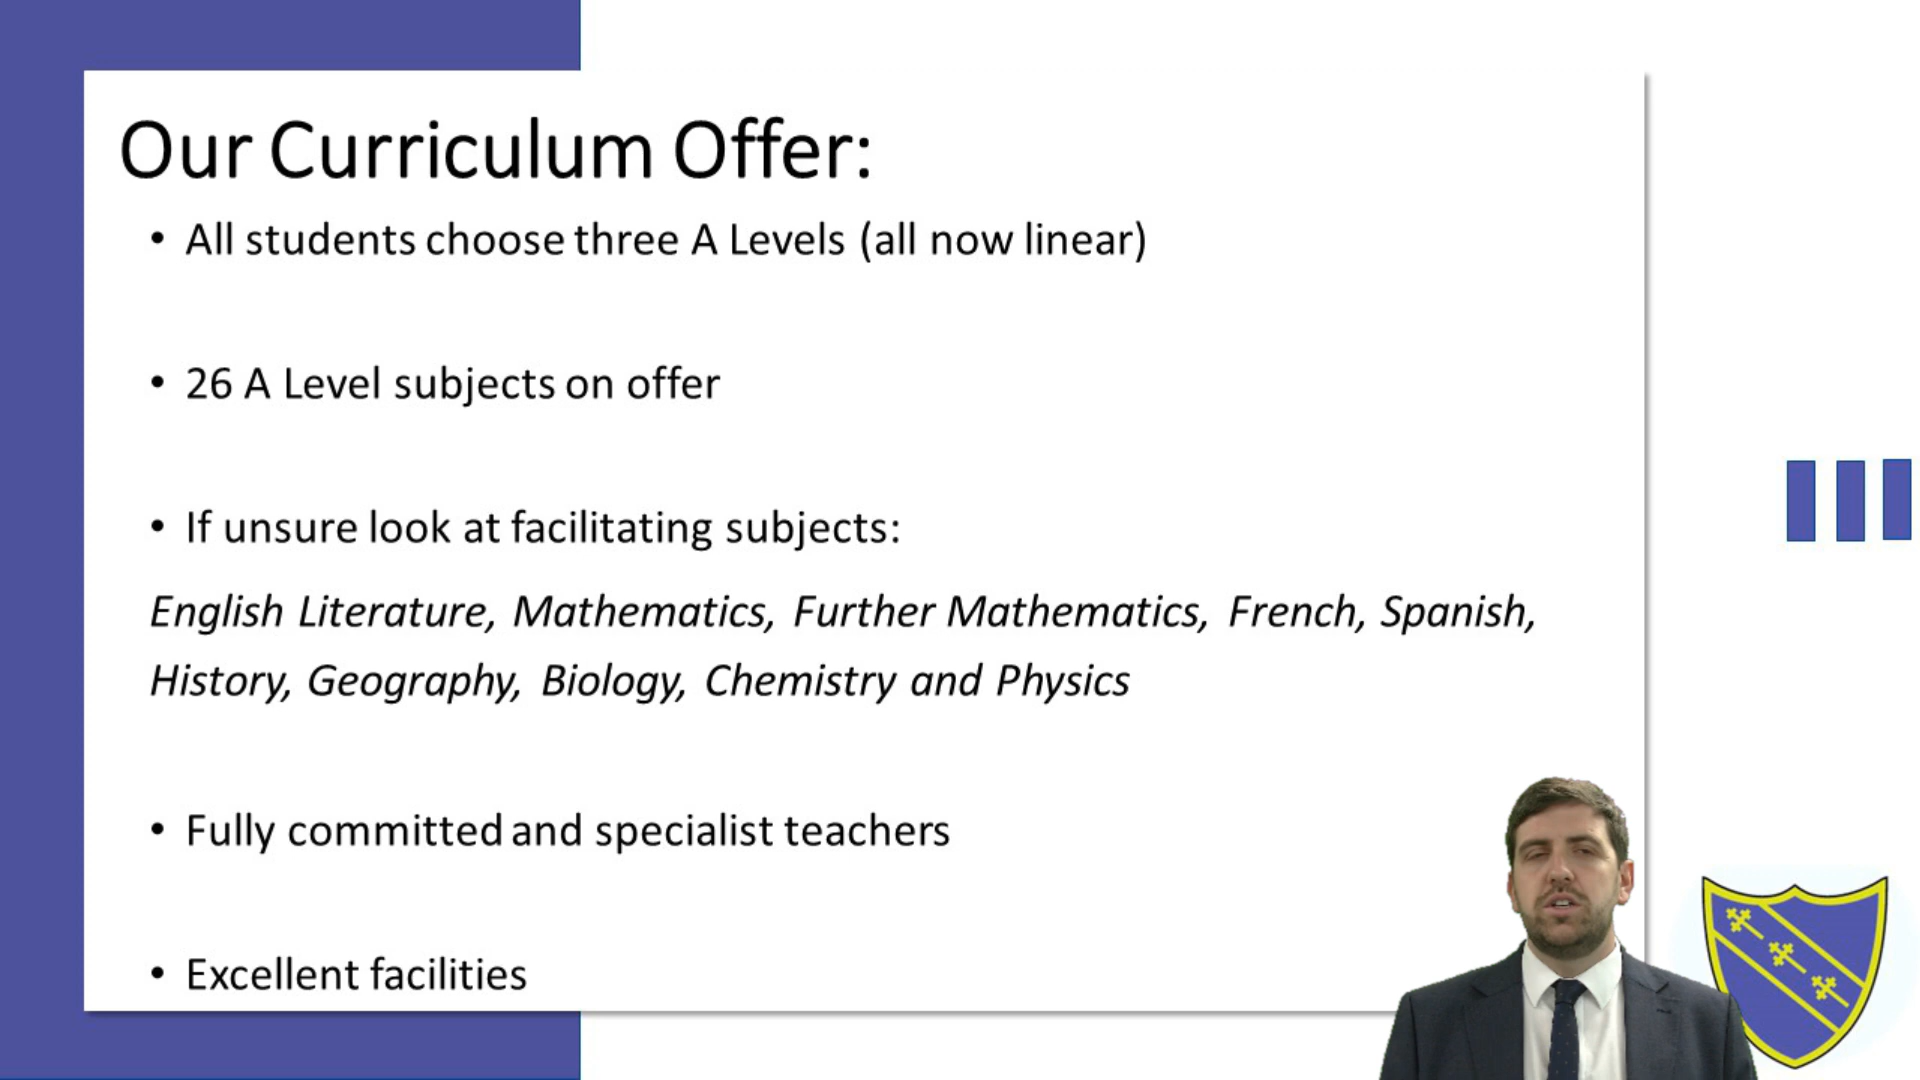 Our Curriculum Offer:
• All students choose three A Levels (all now linear)
• 26 A Level subjects on offer
• If unsure look at facilitating subjects:
English Literature, Mathematics, Further Mathematics, French, Spanish,
History, Geography, Biology, Chemistry and Physics
• Fully committed and specialist teachers
• Excellent facilities